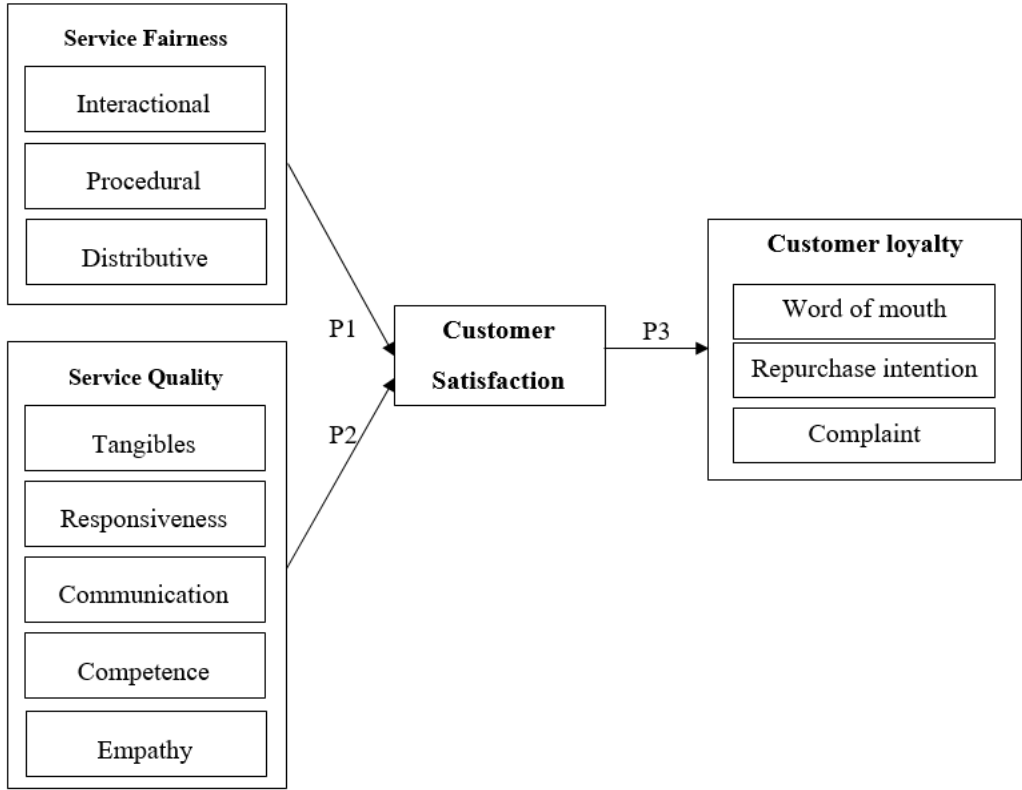 Service Fairness
Interactional
Procedural
Distributive
Service Quality
Tangibles
Responsiveness
Communication
Competence
Empathy
P1
P2
Customer
Satisfaction
P3
Customer loyalty
Word of mouth
Repurchase intention
Complaint